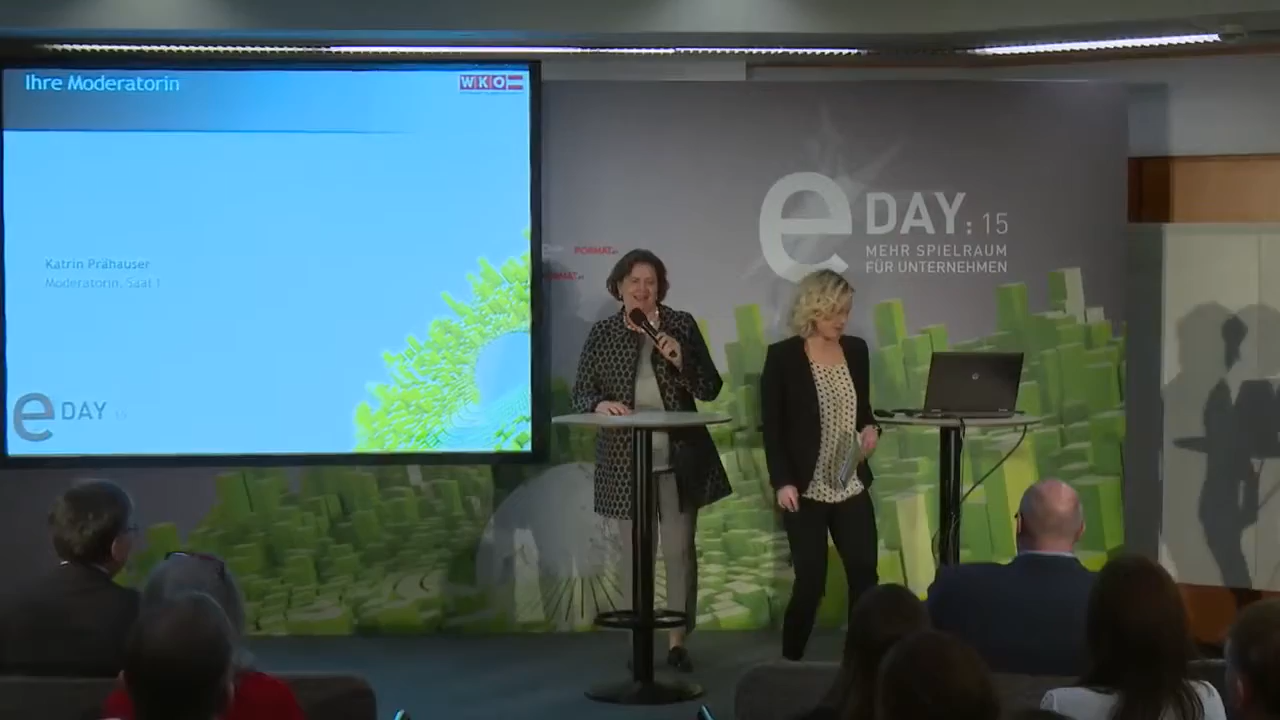 Ihre Moderatorin
WKO
Katrin Prähauser
Moderatorin, Saal 1
e DAY
e DAY: 15
MEHR SPIELRAUM
FÜR UNTERNEHMEN
FORMAT